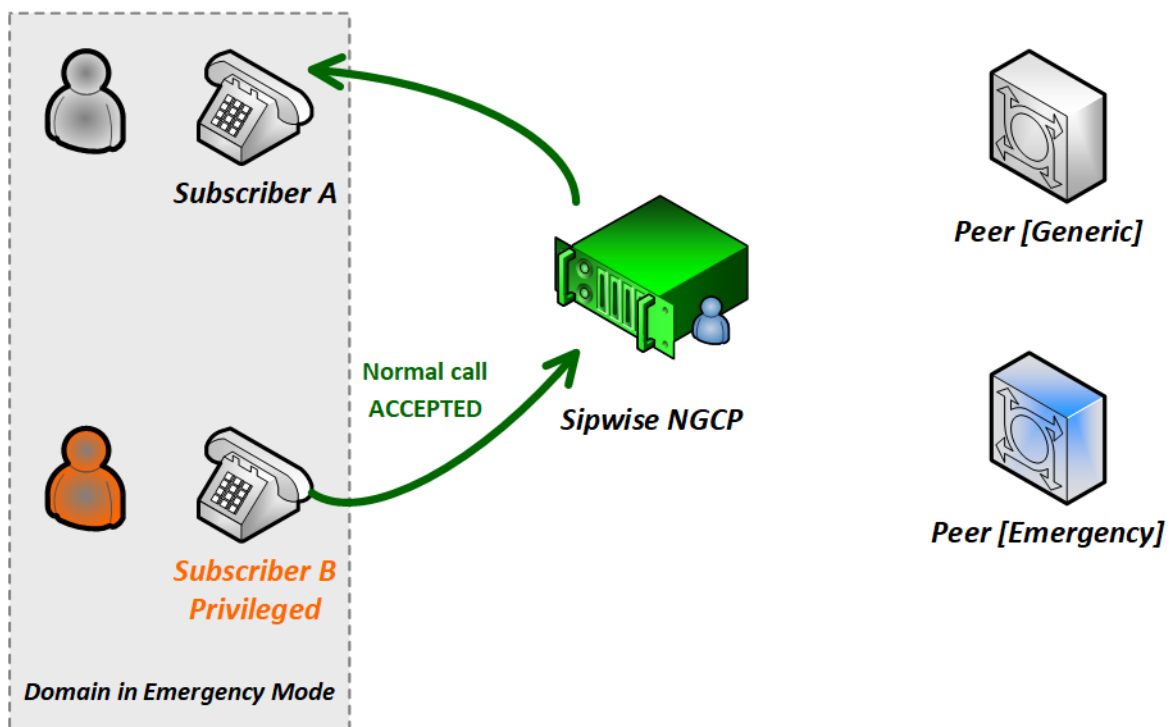 Subscriber A
Peer [Generic]
Normal call
ACCEPTED
Sipwise NGCP
Peer [Emergency]
Subscriber B
Privileged
Domain in Emergency Mode